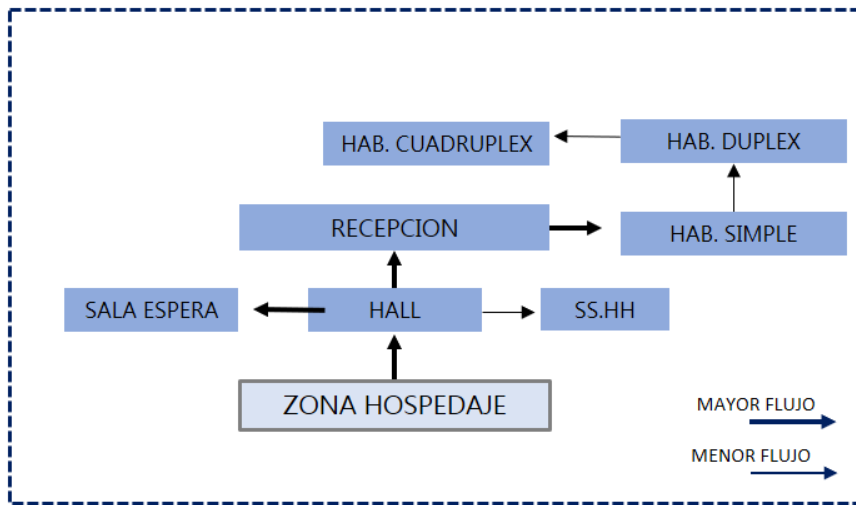 HAB. CUADRUPLEX
HAB. DUPLEX
RECEPCION
HAB. SIMPLE
SALA ESPERA
HALL
SS.HH
ZONA HOSPEDAJE
MAYOR FLUJO
MENOR FLUJO